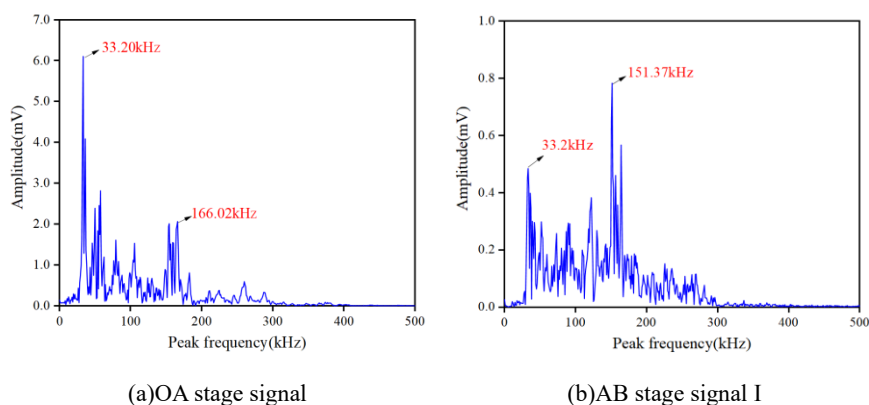 7.0
6.0
5.0
4.0
3.0
2.0
1.0
0.0
0 100 200 300 400 500
Amplitude(mV)
Peak frequency(kHz)
33.20kHz
166.02kHz
(a)OA stage signal
1.0
0.8
0.6
0.4
0.2
0.0
0 100 200 300 400 500
Amplitude(mV)
Peak frequency(kHz)
151.37kHz
33.2kHz
(b)AB stage signal I